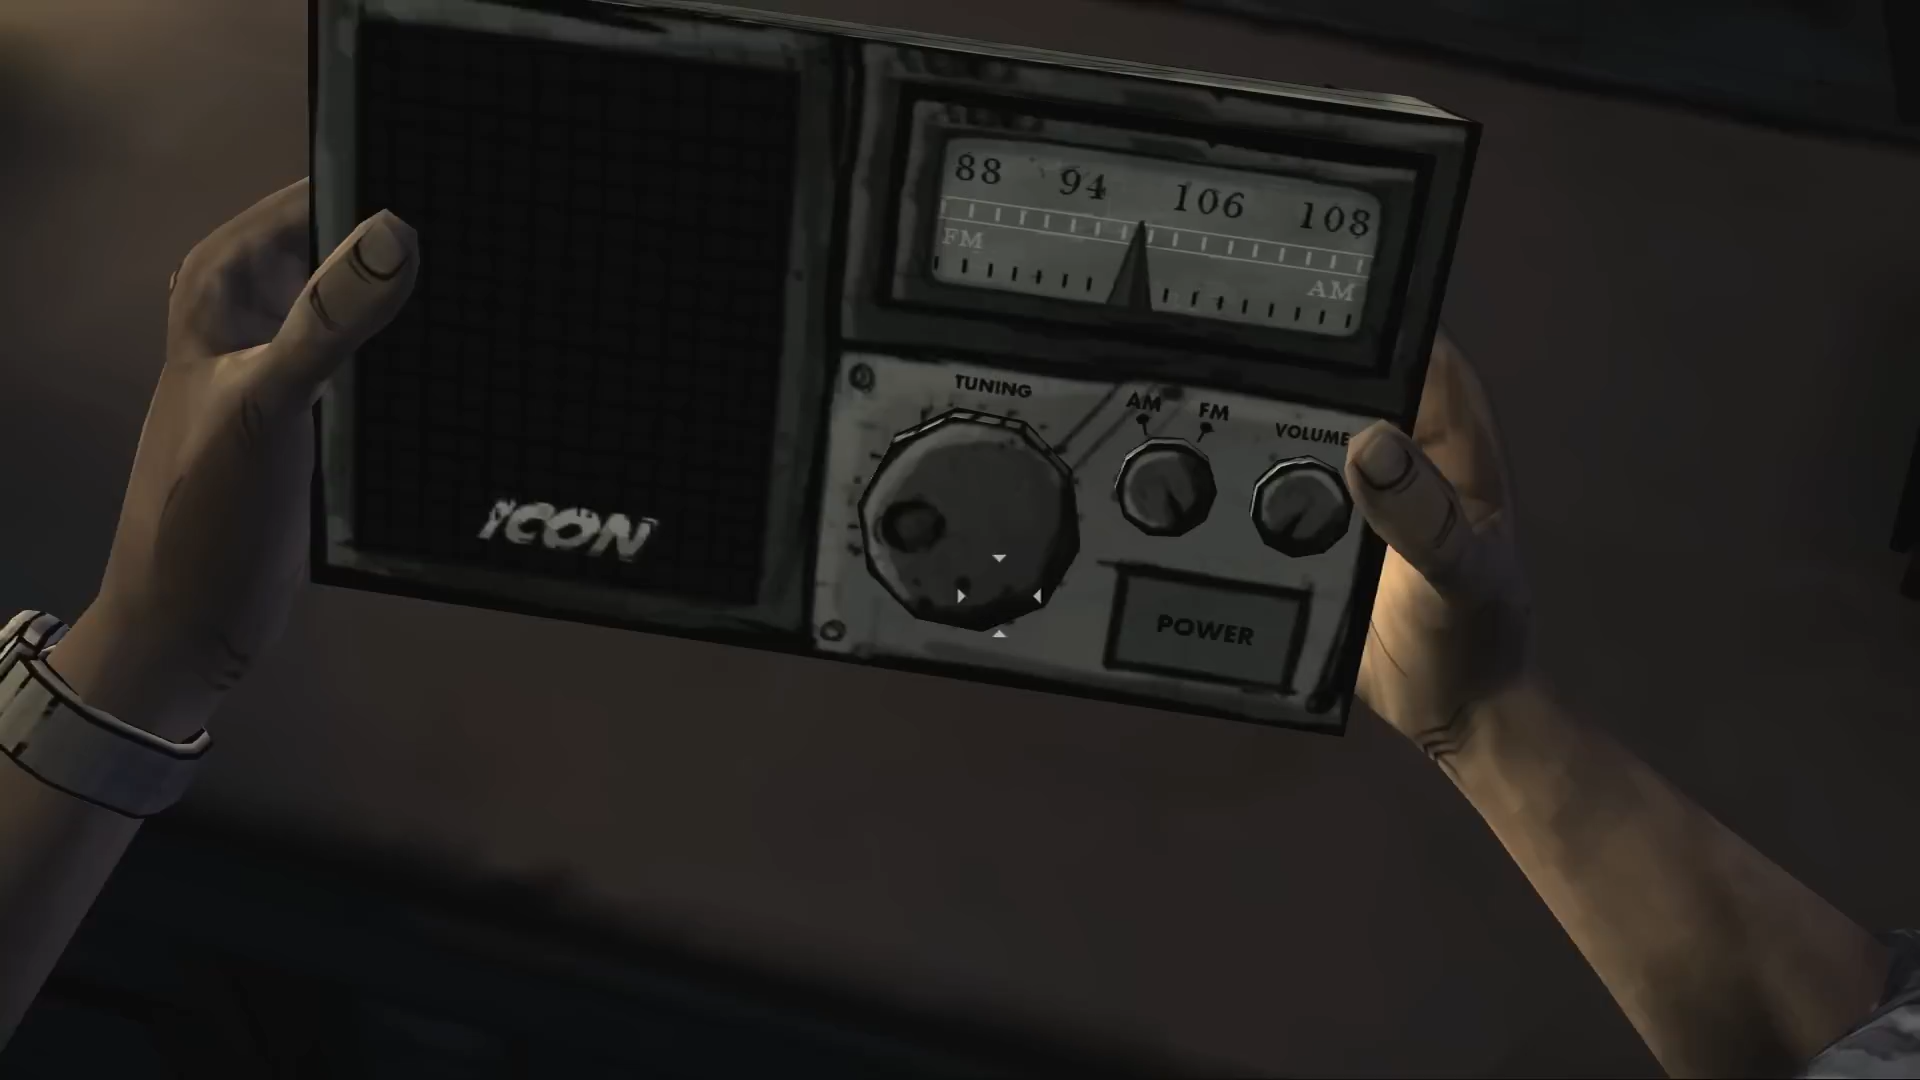 88 94 106 108
FM
AM
TUNING
AM FM
VOLUME
ICON
POWER